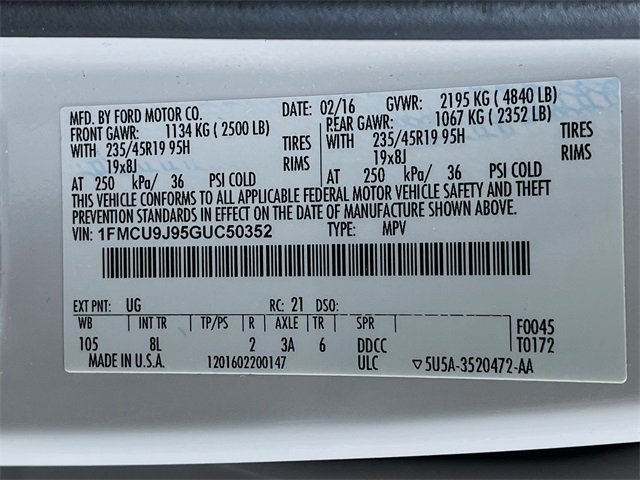 MFD. BY FORD MOTOR CO. DATE: 02/16 GVWR: 2195 KG ( 4840 LB)
FRONT GAWR: 1134 KG ( 2500 LB) REAR GAWR: 1067 KG ( 2352 LB)
WITH 235/45R19 95H TIRES WITH 235/45R19 95H TIRES
19x8J RIMS 19x8J RIMS
AT 250 kPa/ 36 PSI COLD AT 250 kPa/ 36 PSI COLD
THIS VEHICLE CONFORMS TO ALL APPLICABLE FEDERAL MOTOR VEHICLE SAFETY AND THEFT
PREVENTION STANDARDS IN EFFECT ON THE DATE OF MANUFACTURE SHOWN ABOVE.
VIN: 1FMCU9J95GUC50352 TYPE: MPV
EXT PNT: UG RC: 21 DSO:
WB INT TR TP/PS R AXLE TR SPR F0045
105 8L 2 3A 6 DDCC T0172
MADE IN U.S.A. 1201602200147 ULC ▽5U5A-3520472-AA